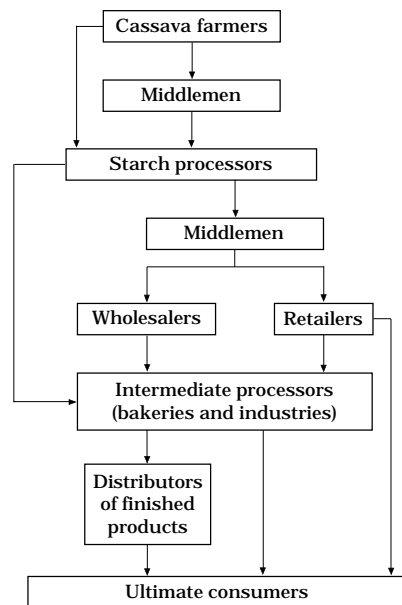 Cassava farmers
Middlemen
Starch processors
Middlemen
Wholesalers
Retailers
Intermediate processors
(bakeries and industries)
Distributors
of finished
products
Ultimate consumers